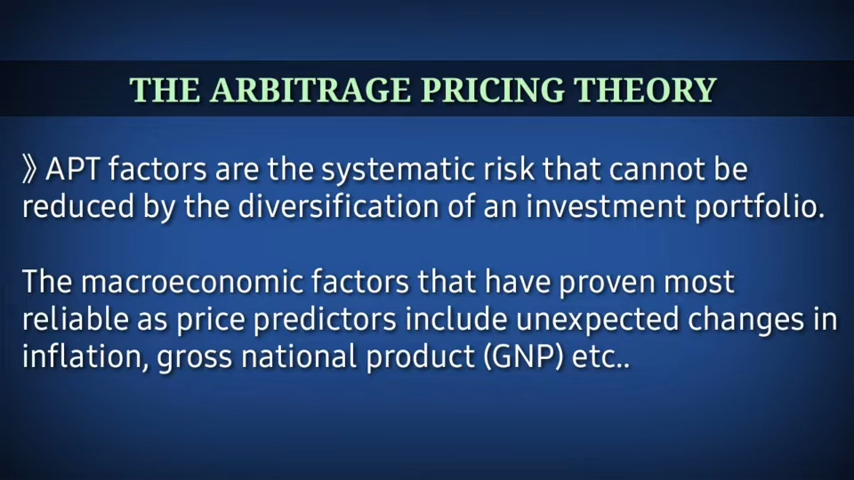 THE ARBITRAGE PRICING THEORY
》APT factors are the systematic risk that cannot be
reduced by the diversification of an investment portfolio.
The macroeconomic factors that have proven most
reliable as price predictors include unexpected changes in
inflation, gross national product (GNP) etc..